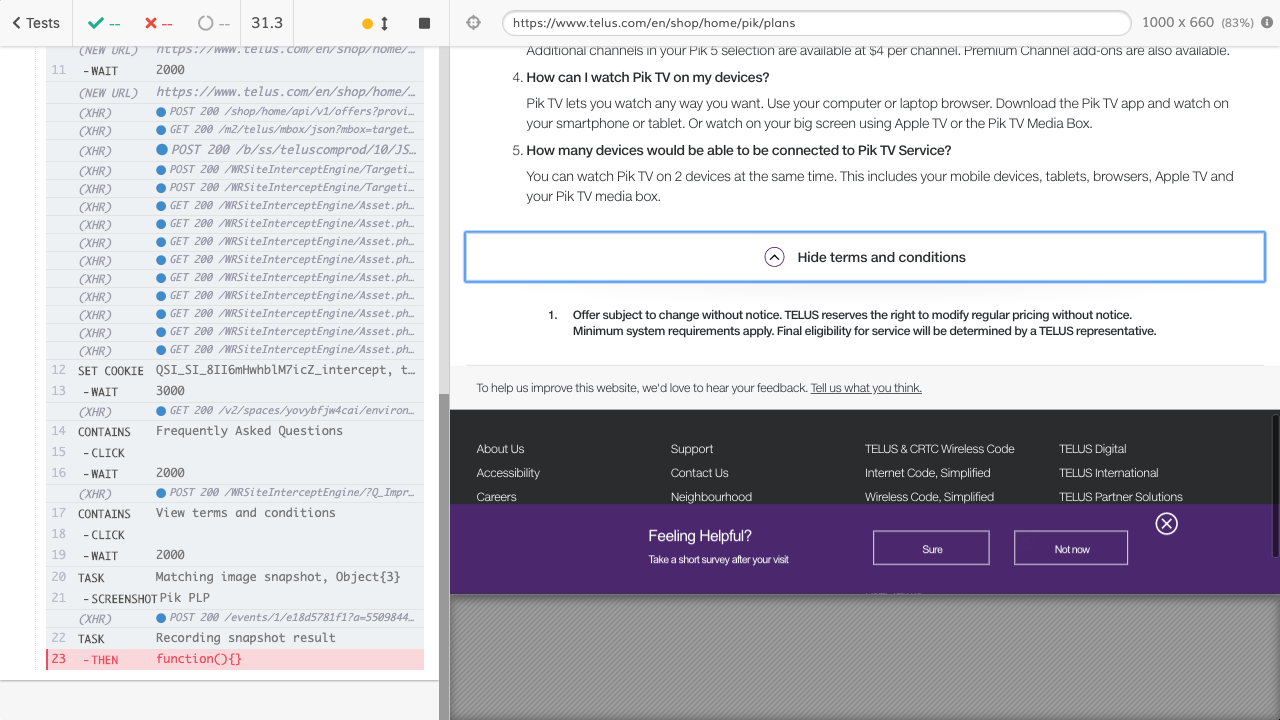 Tests
--
--
--
31.3
https://www.telus.com/en/shop/home/pik/plans
1000 x 660 (83%)
(NEW URL) https://www.telus.com/en/shop/home/…
11 -WAIT 2000
(NEW URL) https://www.telus.com/en/shop/home/…
(XHR) POST 200 /shop/home/api/v1/offers?provi…
(XHR) GET 200 /m2/telus/mbox/json?mbox=target…
(XHR) POST 200 /b/ss/teluscomprod/10/JS…
(XHR) POST 200 /WRSiteInterceptEngine/Targeti…
(XHR) POST 200 /WRSiteInterceptEngine/Targeti…
(XHR) GET 200 /WRSiteInterceptEngine/Asset.ph…
(XHR) GET 200 /WRSiteInterceptEngine/Asset.ph…
(XHR) GET 200 /WRSiteInterceptEngine/Asset.ph…
(XHR) GET 200 /WRSiteInterceptEngine/Asset.ph…
(XHR) GET 200 /WRSiteInterceptEngine/Asset.ph…
(XHR) GET 200 /WRSiteInterceptEngine/Asset.ph…
(XHR) GET 200 /WRSiteInterceptEngine/Asset.ph…
(XHR) GET 200 /WRSiteInterceptEngine/Asset.ph…
(XHR) GET 200 /WRSiteInterceptEngine/Asset.ph…
12 SET COOKIE QSI_SI_8II6mHwhblM7icZ_intercept, t…
13 -WAIT 3000
(XHR) GET 200 /v2/spaces/yovybfjw4cai/environ…
14 CONTAINS Frequently Asked Questions
15 -CLICK
16 -WAIT 2000
(XHR) POST 200 /WRSiteInterceptEngine/?Q_Impr…
17 CONTAINS View terms and conditions
18 -CLICK
19 -WAIT 2000
20 TASK Matching image snapshot, Object{3}
21 -SCREENSHOT Pik PLP
(XHR) POST 200 /events/1/e18d5781f1?a=5509844…
22 TASK Recording snapshot result
23 -THEN function(){}
Additional channels in your Pik 5 selection are available at $4 per channel. Premium Channel add-ons are also available.
4. How can I watch Pik TV on my devices?
Pik TV lets you watch any way you want. Use your computer or laptop browser. Download the Pik TV app and watch on
your smartphone or tablet. Or watch on your big screen using Apple TV or the Pik TV Media Box.
5. How many devices would be able to be connected to Pik TV Service?
You can watch Pik TV on 2 devices at the same time. This includes your mobile devices, tablets, browsers, Apple TV and
your Pik TV media box.
Hide terms and conditions
1. Offer subject to change without notice. TELUS reserves the right to modify regular pricing without notice.
Minimum system requirements apply. Final eligibility for service will be determined by a TELUS representative.
To help us improve this website, we'd love to hear your feedback. Tell us what you think.
About Us Support TELUS & CRTC Wireless Code TELUS Digital
Accessibility Contact Us Internet Code, Simplified TELUS International
Careers Neighbourhood Wireless Code, Simplified TELUS Partner Solutions
Feeling Helpful?
Take a short survey after your visit
Sure
Not now